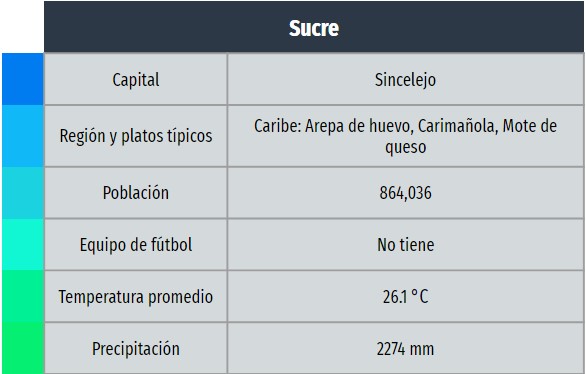 Sucre
Capital
Sincelejo
Región y platos típicos
Caribe: Arepa de huevo, Carimañola, Mote de
queso
Población
864,036
Equipo de fútbol
No tiene
Temperatura promedio
26.1 °C
Precipitación
2274 mm